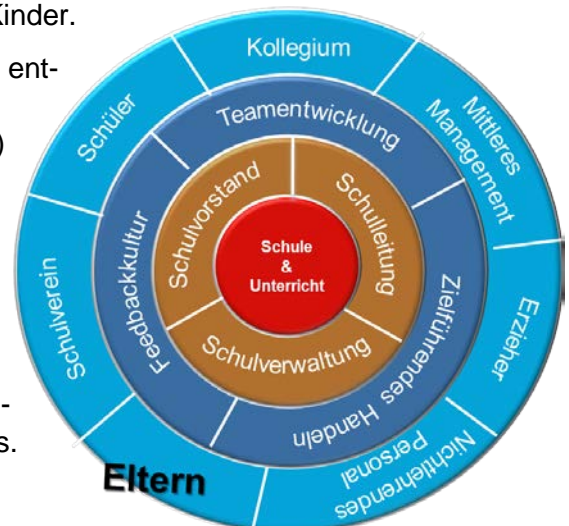 Kinder.
ent-
)
-
s.
Kollegium
Mittleres
Management
Erzieher
Nichtlehrendes
Personal
Eltern
Schulverein
Schüler
Teamentwicklung
Zielführendes Handeln
Feedbackkultur
Schulvorstand
Schulleitung
Schulverwaltung
Schule
&
Unterricht